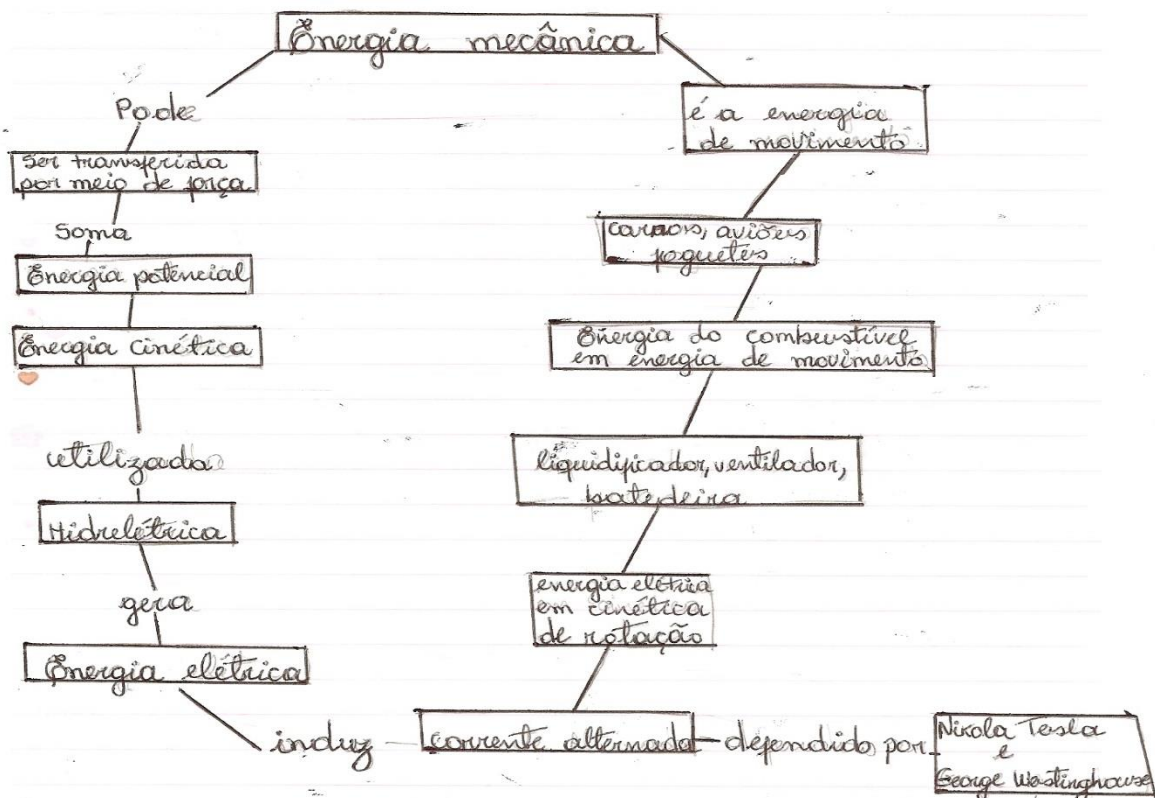 Energia mecânica
Pode
Ser transferida
por meio de força
Soma
Energia potencial
Energia Cinética
utilizada
Hidrelétrica
gera
Energia elétrica
induz
é a energia
de movimento
carros, aviões
foguetes
Energia do combustível
em energia de movimento
liquidificador, ventilador,
batedeira
energia elétrica
em cinética
de rotação
corrente alternada
defendido por
Nikola Tesla
e
George Westinghouse